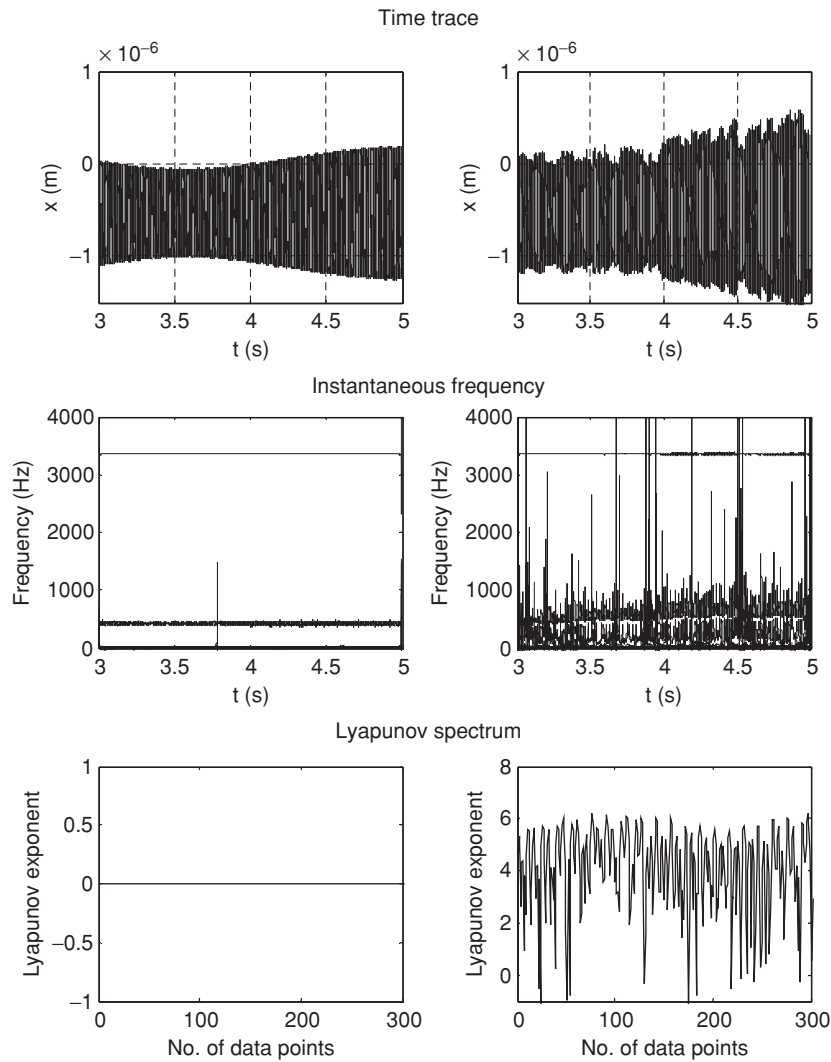 Time trace
× 10–6 × 10–6
1 1
0 0
–1 –1
x (m) x (m)
3 3.5 4 4.5 5 3 3.5 4 4.5 5
t (s) t (s)
Instantaneous frequency
4000 4000
3000 3000
2000 2000
1000 1000
0 0
Frequency (Hz) Frequency (Hz)
3 3.5 4 4.5 5 3 3.5 4 4.5 5
t (s) t (s)
Lyapunov spectrum
1 8
0.5 6
0 4
–0.5 2
–1 0
Lyapunov exponent Lyapunov exponent
0 100 200 300 0 100 200 300
No. of data points No. of data points